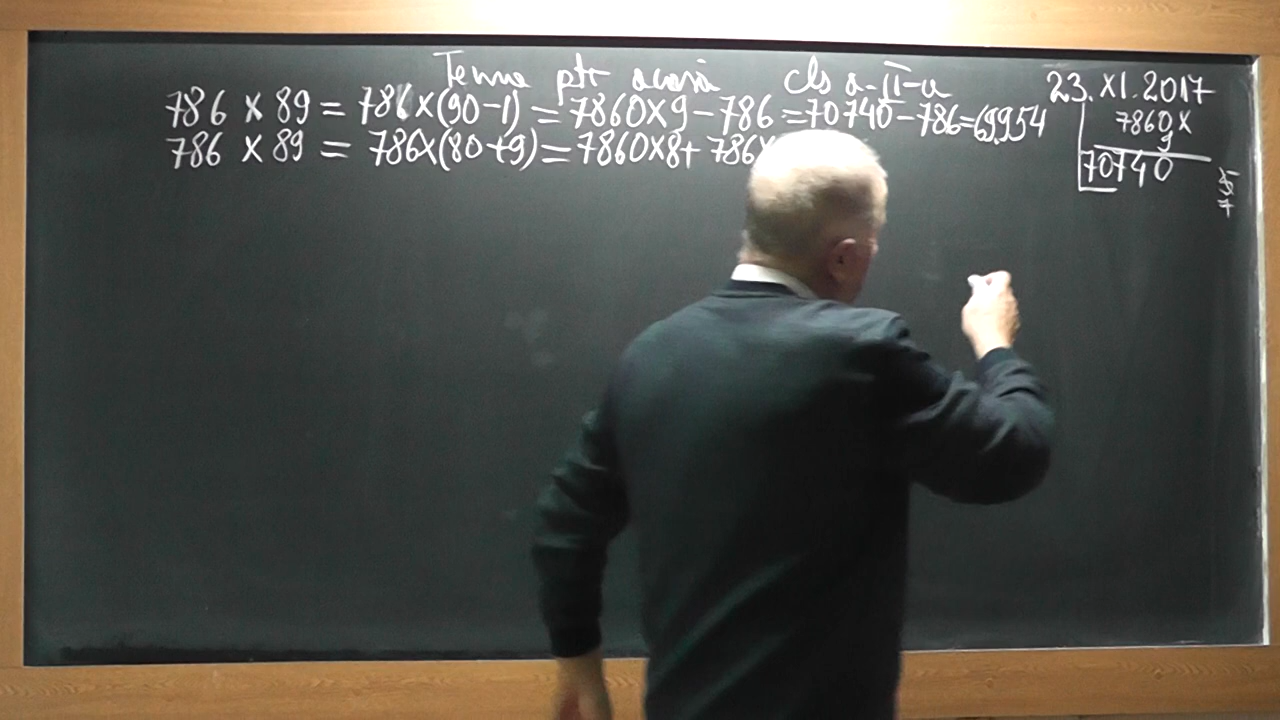 Tema ptr acasă cls a-II-a
23. XI. 2017
786 x 89 = 786x(90-1) = 7860x9-786 =70740-786=69954
786 x 89 = 786x(80+9)=7860x8+786x
7860x
9
70740